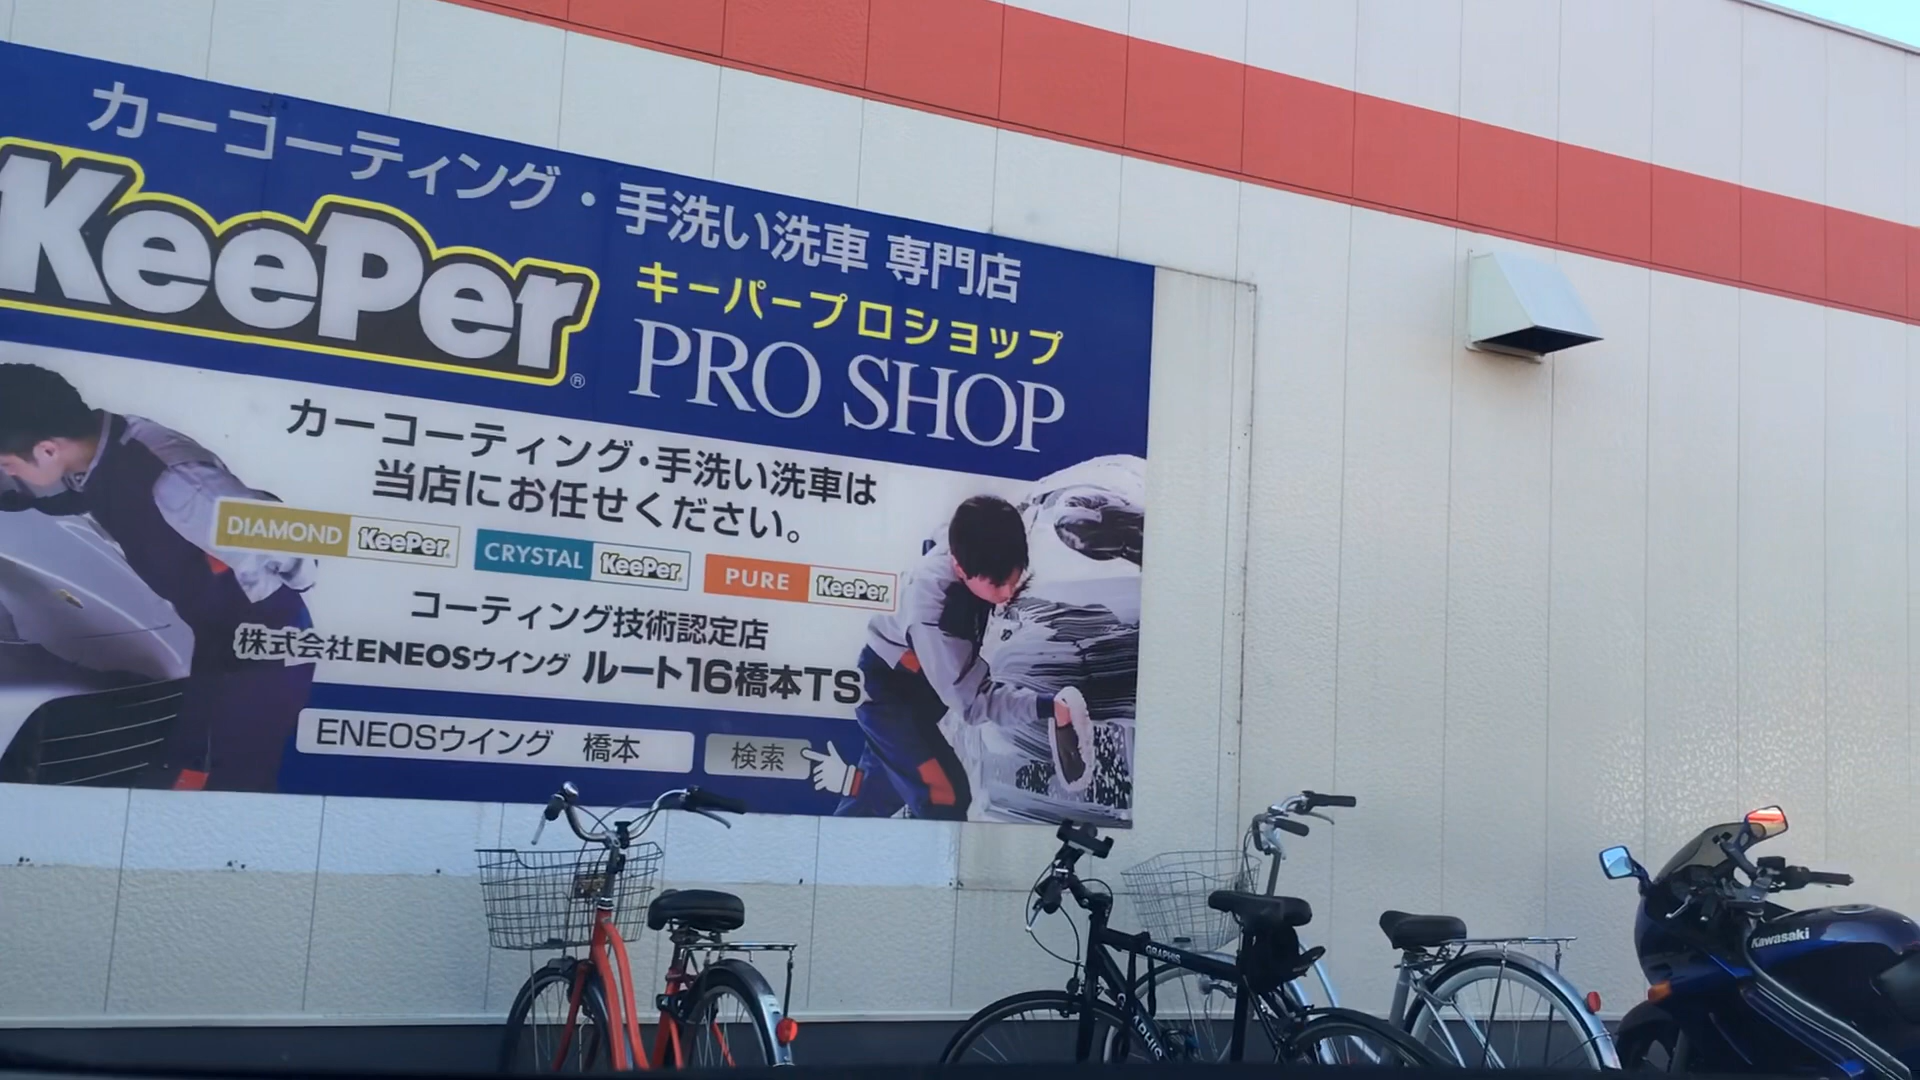 カーコーティング・手洗い洗車 専門店
KeePer®
キーパープロショップ
PRO SHOP
カーコーティング・手洗い洗車は
当店にお任せください。
DIAMOND KeePer
CRYSTAL KeePer
PURE KeePer
コーティング技術認定店
株式会社ENEOSウイング ルート16橋本TS
ENEOSウイング 橋本 検索
GRAPHIS
GRAPHIS
Kawasaki